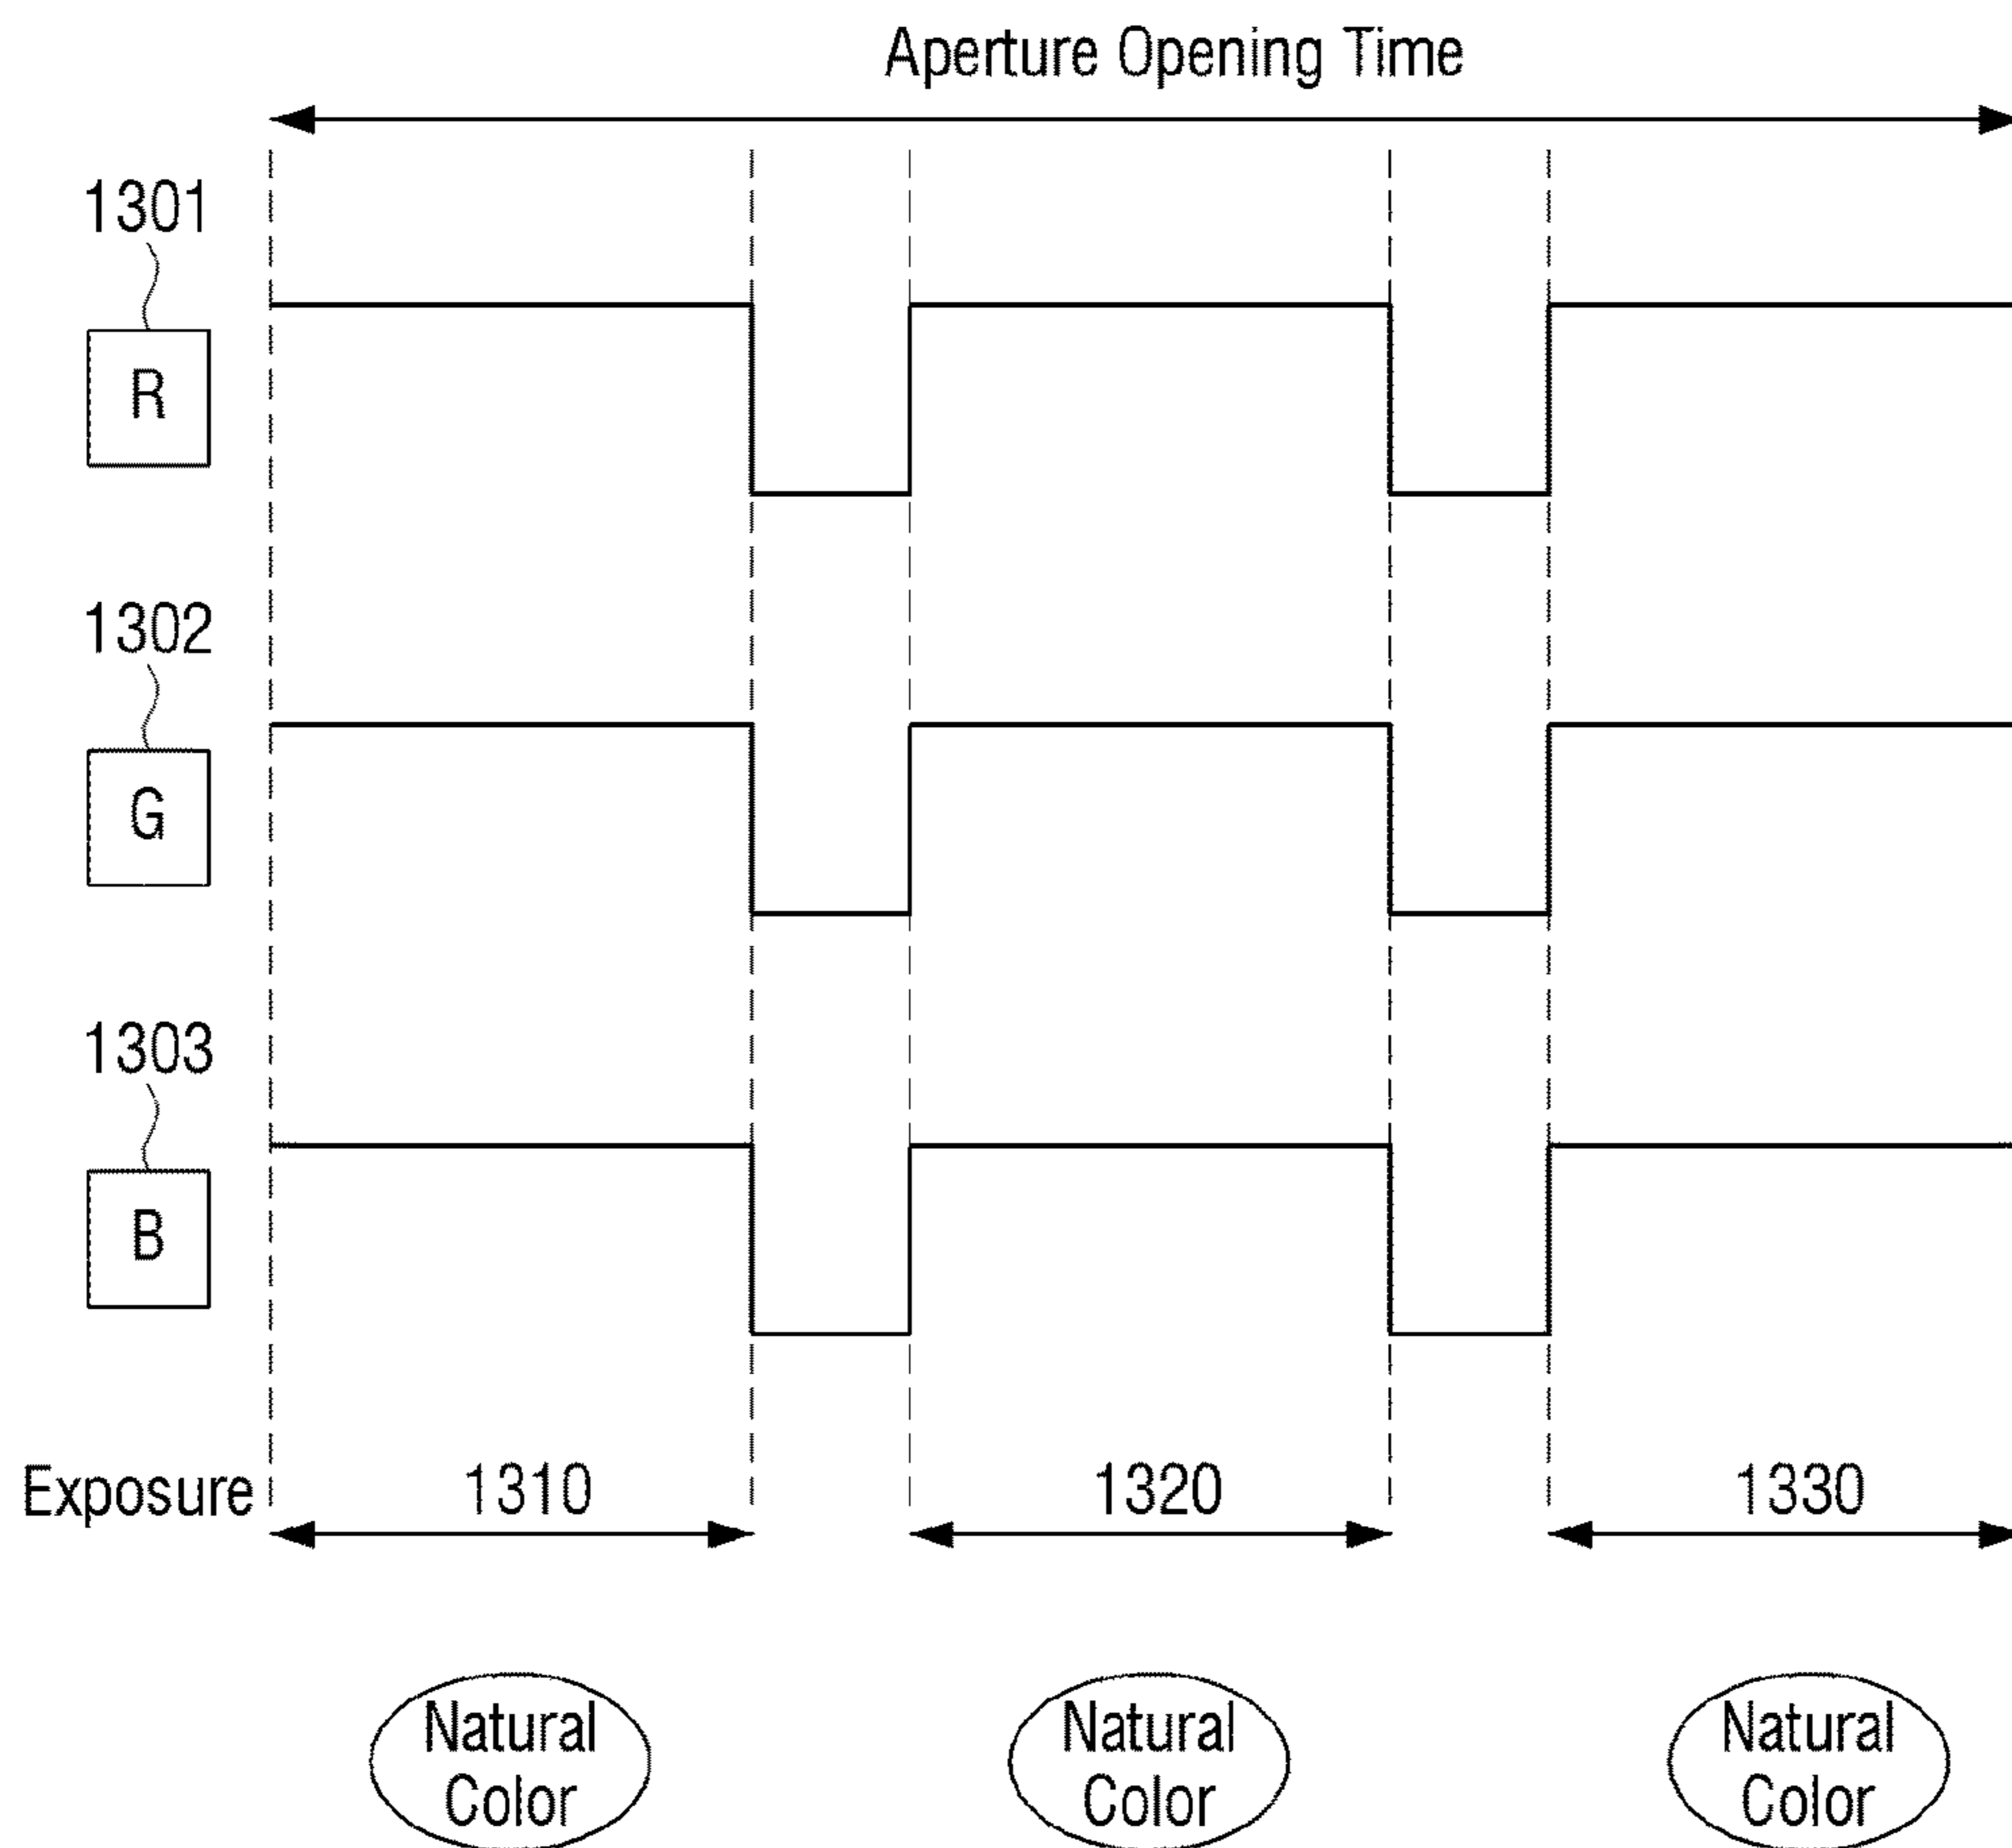 Aperture Opening Time
1301
R
1302
G
1303
B
Exposure
1310
1320
1330
Natural
Color
Natural
Color
Natural
Color